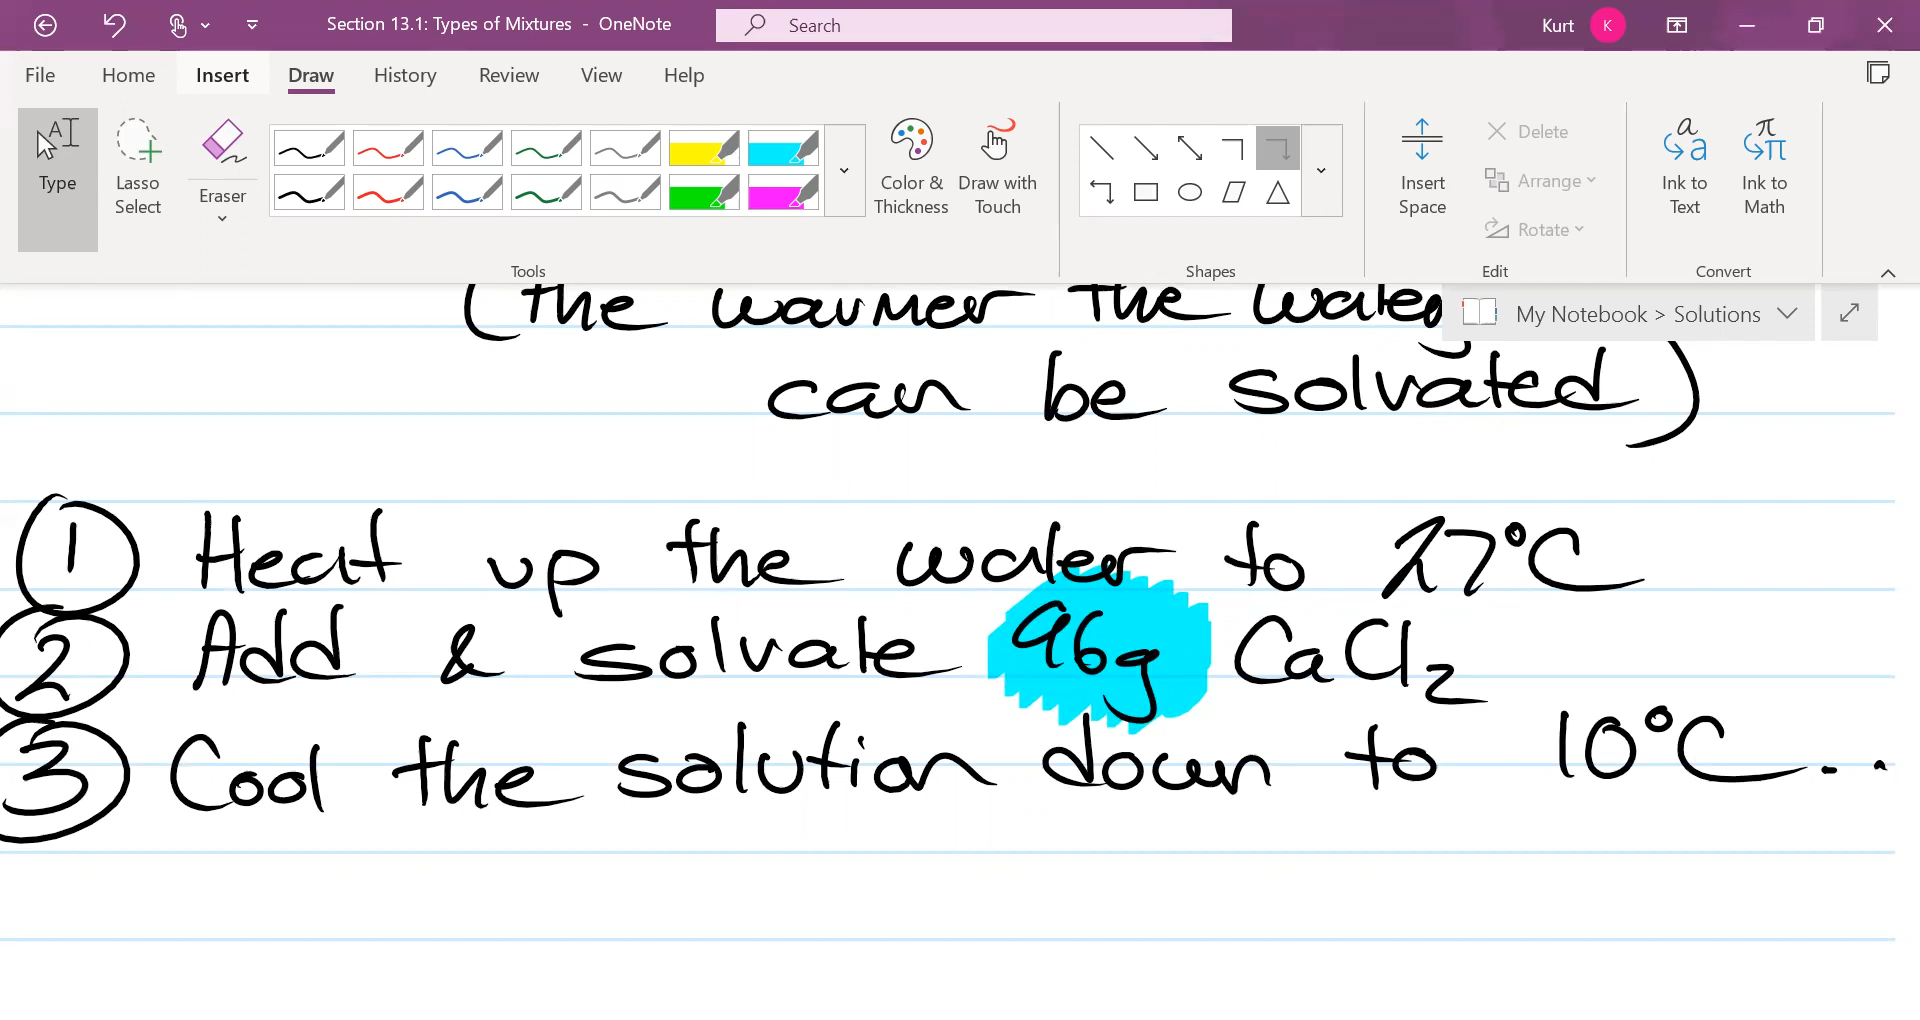 Section 13.1: Types of Mixtures - OneNote
Search
Kurt
K
File Home Insert Draw History Review View Help
Type
Lasso Select
Eraser
Color & Thickness
Draw with Touch
Insert Space
Delete
Arrange
Rotate
Ink to Text
Ink to Math
Tools
Shapes
Edit
Convert
My Notebook > Solutions
(the warmer the water
can be solvated)
1 Heat up the water to 27°C
2 Add & solvate 96g CaCl2
3 Cool the solution down to 10°C...